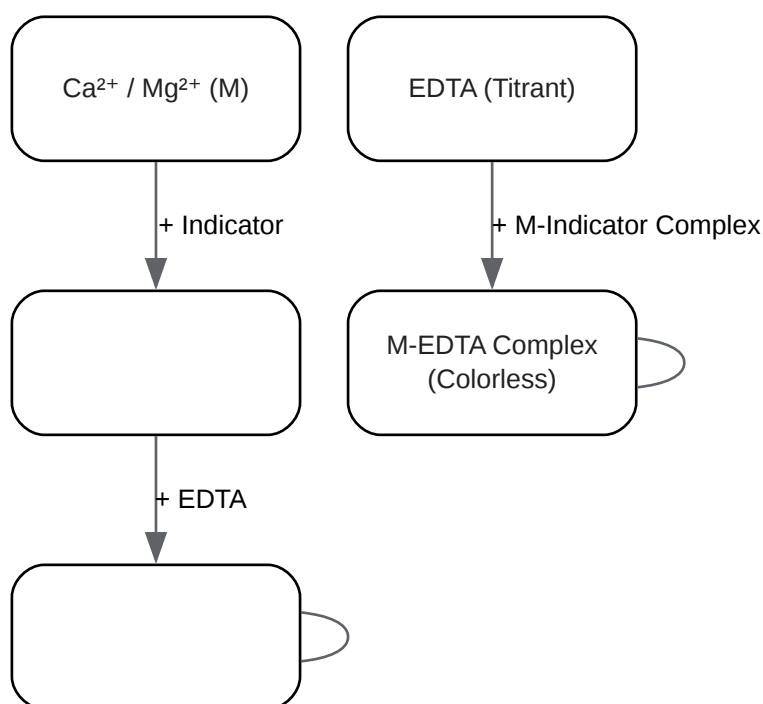 Ca²⁺ / Mg²⁺ (M)
EDTA (Titrant)
+ Indicator
+ M-Indicator Complex
M-EDTA Complex
(Colorless)
+ EDTA